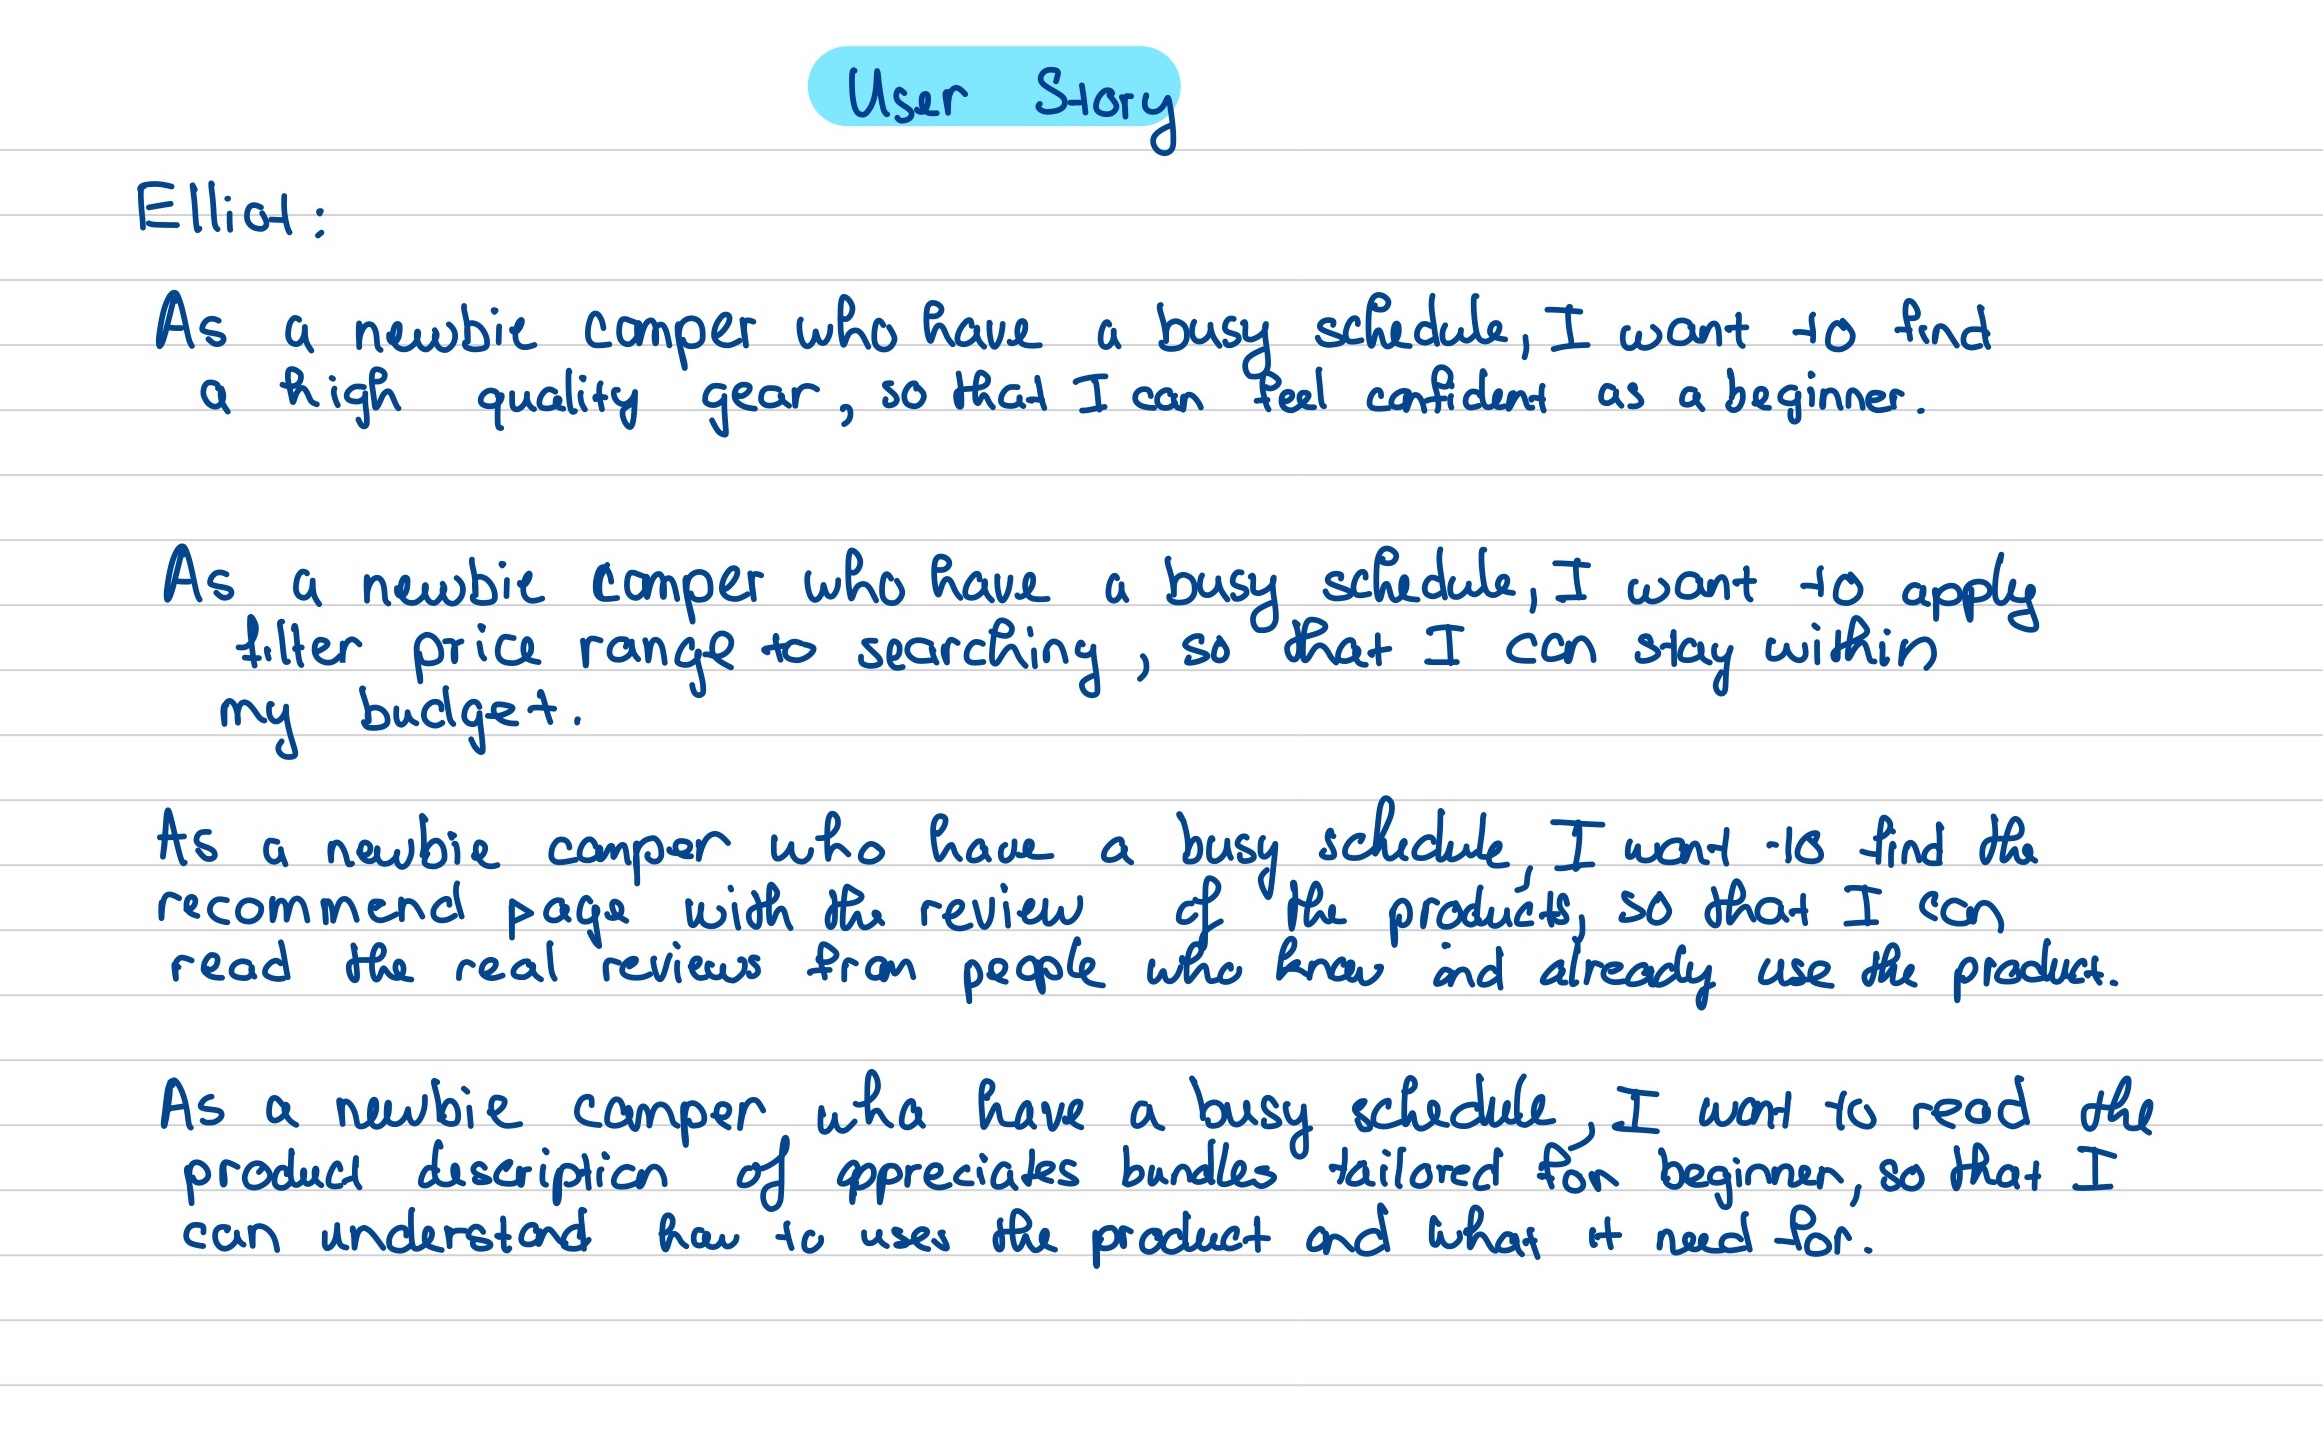 User Story
Elliot:
As a newbie camper who have a busy schedule, I want to find
a high quality gear, so that I can feel confident as a beginner.
As a newbie camper who have a busy schedule, I want to apply
filter price range to searching, so that I can stay within
my budget.
As a newbie camper who have a busy schedule, I want to find the
recommend page with the review of the products, so that I can
read the real reviews from people who know and already use the product.
As a newbie camper who have a busy schedule, I want to read the
product description of appreciates bundles tailored for beginner, so that I
can understand how to uses the product and what it need for.